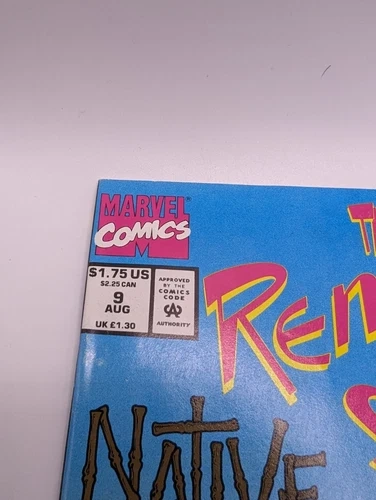 MARVEL
COMICS
M
$1.75 US
$2.25 CAN
9
AUG
UK £1.30
APPROVED
BY THE
COMICS
CODE
CA
AUTHORITY
T
REN
S
NATIVE